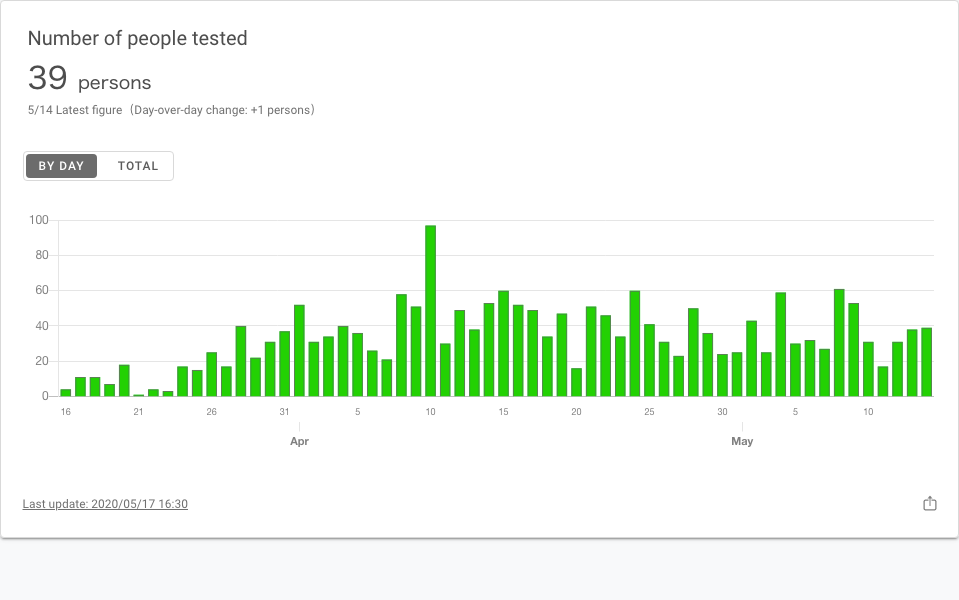 Number of people tested
39 persons
5/14 Latest figure（Day-over-day change: +1 persons）
BY DAY TOTAL
100
80
60
40
20
0
16 21 26 31 5 10 15 20 25 30 5 10
Apr May
Last update: 2020/05/17 16:30